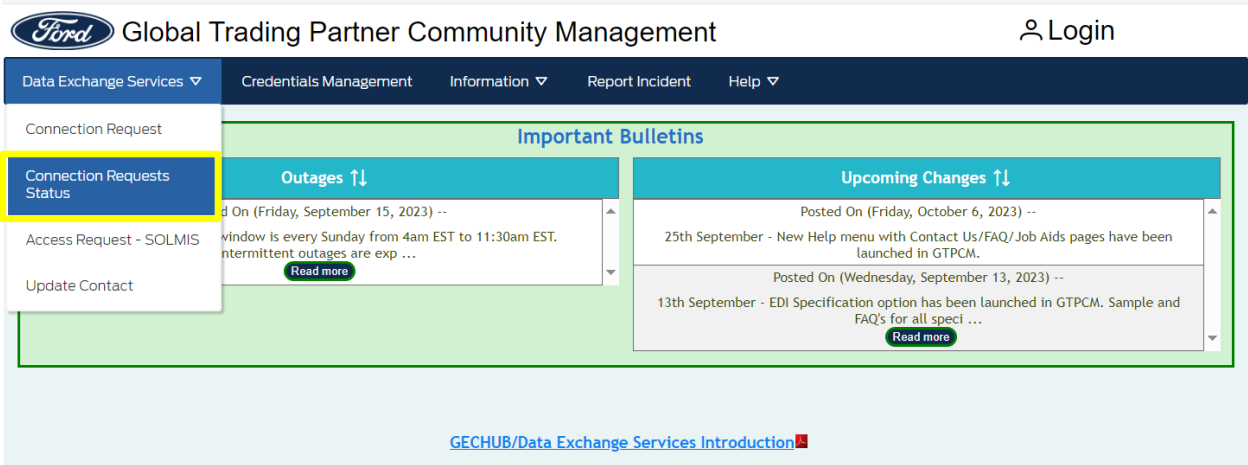 Ford Global Trading Partner Community Management
Login
Data Exchange Services Credentials Management Information Report Incident Help
Connection Request
Connection Requests
Status
Access Request - SOLMIS
Update Contact
Important Bulletins
Outages
d On (Friday, September 15, 2023) --
window is every Sunday from 4am EST to 11:30am EST.
ntermittent outages are exp ...
Read more
Upcoming Changes
Posted On (Friday, October 6, 2023) --
25th September - New Help menu with Contact Us/FAQ/Job Aids pages have been
launched in GTPCM.
Posted On (Wednesday, September 13, 2023) --
13th September - EDI Specification option has been launched in GTPCM. Sample and
FAQ's for all speci ...
Read more
GECHUB/Data Exchange Services Introduction